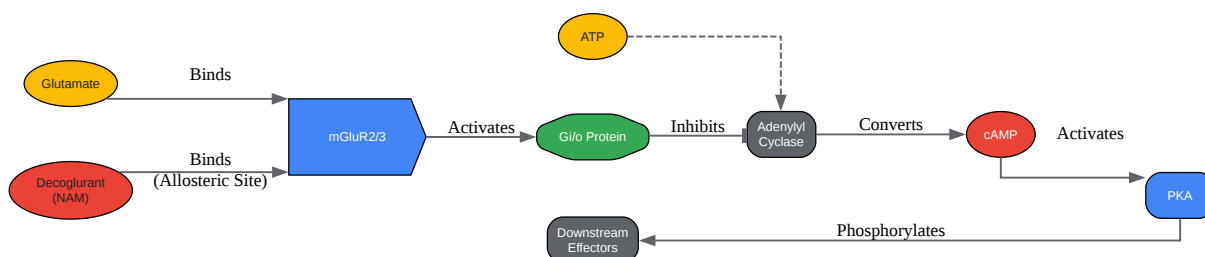 ATP
Glutamate
Binds
mGluR2/3
Activates
Gi/o Protein
Inhibits
Adenylyl
Cyclase
Converts
cAMP
Activates
Binds
(Allosteric Site)
Decoglurant
(NAM)
PKA
Phosphorylates
Downstream
Effectors